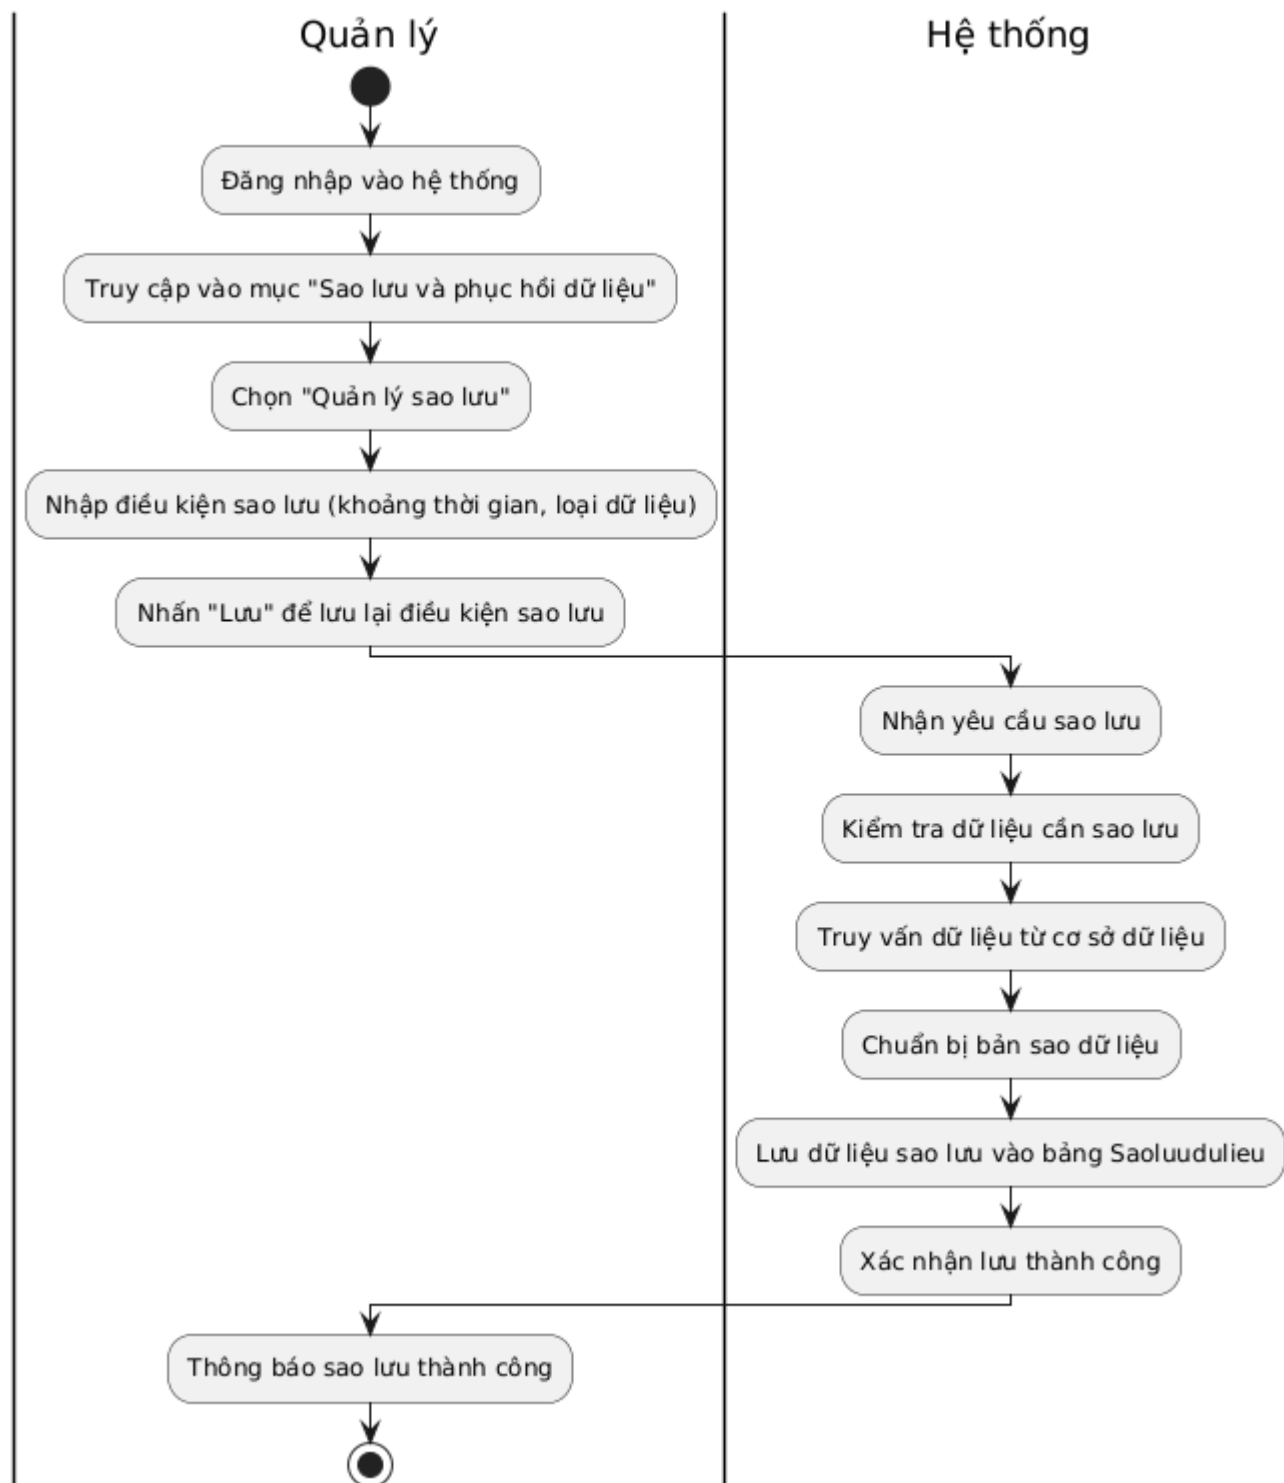 Quản lý
Hệ thống
Đăng nhập vào hệ thống
Truy cập vào mục "Sao lưu và phục hồi dữ liệu"
Chọn "Quản lý sao lưu"
Nhập điều kiện sao lưu (khoảng thời gian, loại dữ liệu)
Nhấn "Lưu" để lưu lại điều kiện sao lưu
Nhận yêu cầu sao lưu
Kiểm tra dữ liệu cần sao lưu
Truy vấn dữ liệu từ cơ sở dữ liệu
Chuẩn bị bản sao dữ liệu
Lưu dữ liệu sao lưu vào bảng Saoluudulieu
Xác nhận lưu thành công
Thông báo sao lưu thành công